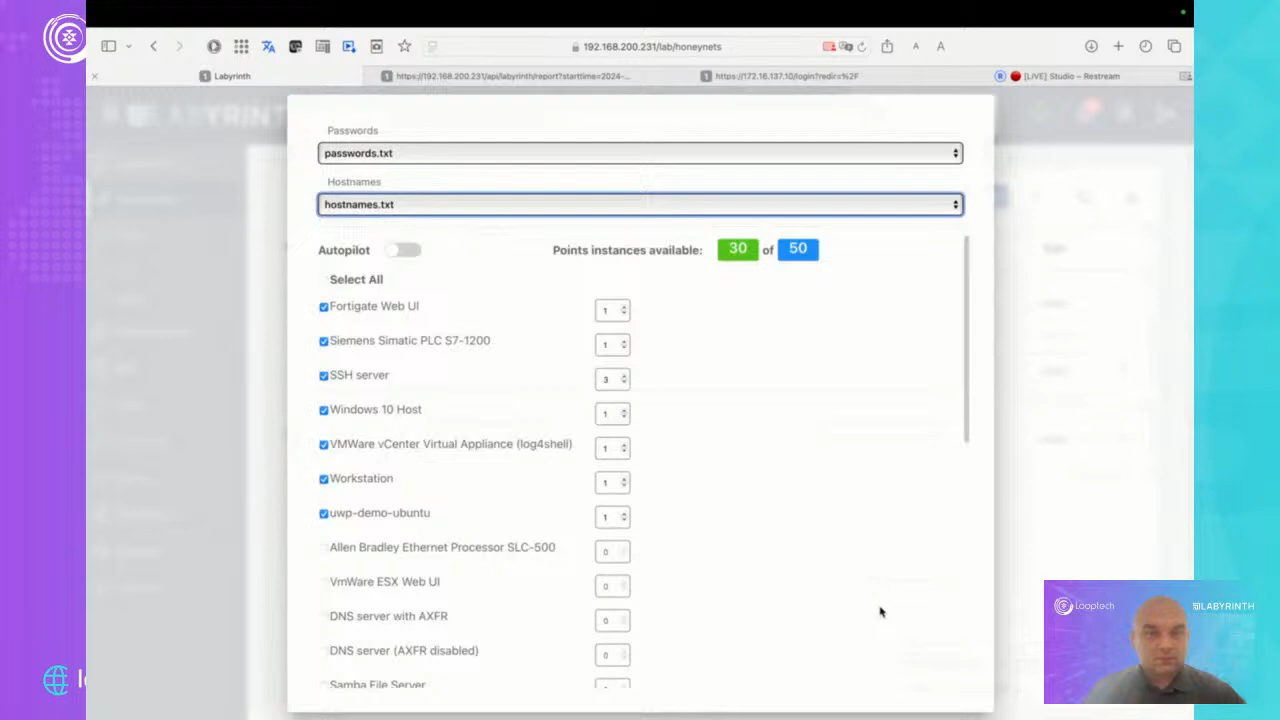 192.168.200.231/lab/honeynets
A A
1 Labyrinth
1 https://192.168.200.231/api/labyrinth/report?starttime=2024-...
1 https://172.16.137.10/login?redir=%2F
R [LIVE] Studio – Restream
Passwords
passwords.txt
Hostnames
hostnames.txt
Autopilot
Points instances available: 30 of 50
Select All
Fortigate Web UI 1
Siemens Simatic PLC S7-1200 1
SSH server 3
Windows 10 Host 1
VMWare vCenter Virtual Appliance (log4shell) 1
Workstation 1
uwp-demo-ubuntu 1
Allen Bradley Ethernet Processor SLC-500 0
VmWare ESX Web UI 0
DNS server with AXFR 0
DNS server (AXFR disabled) 0
Samba File Server
Looptech
LABYRINTH